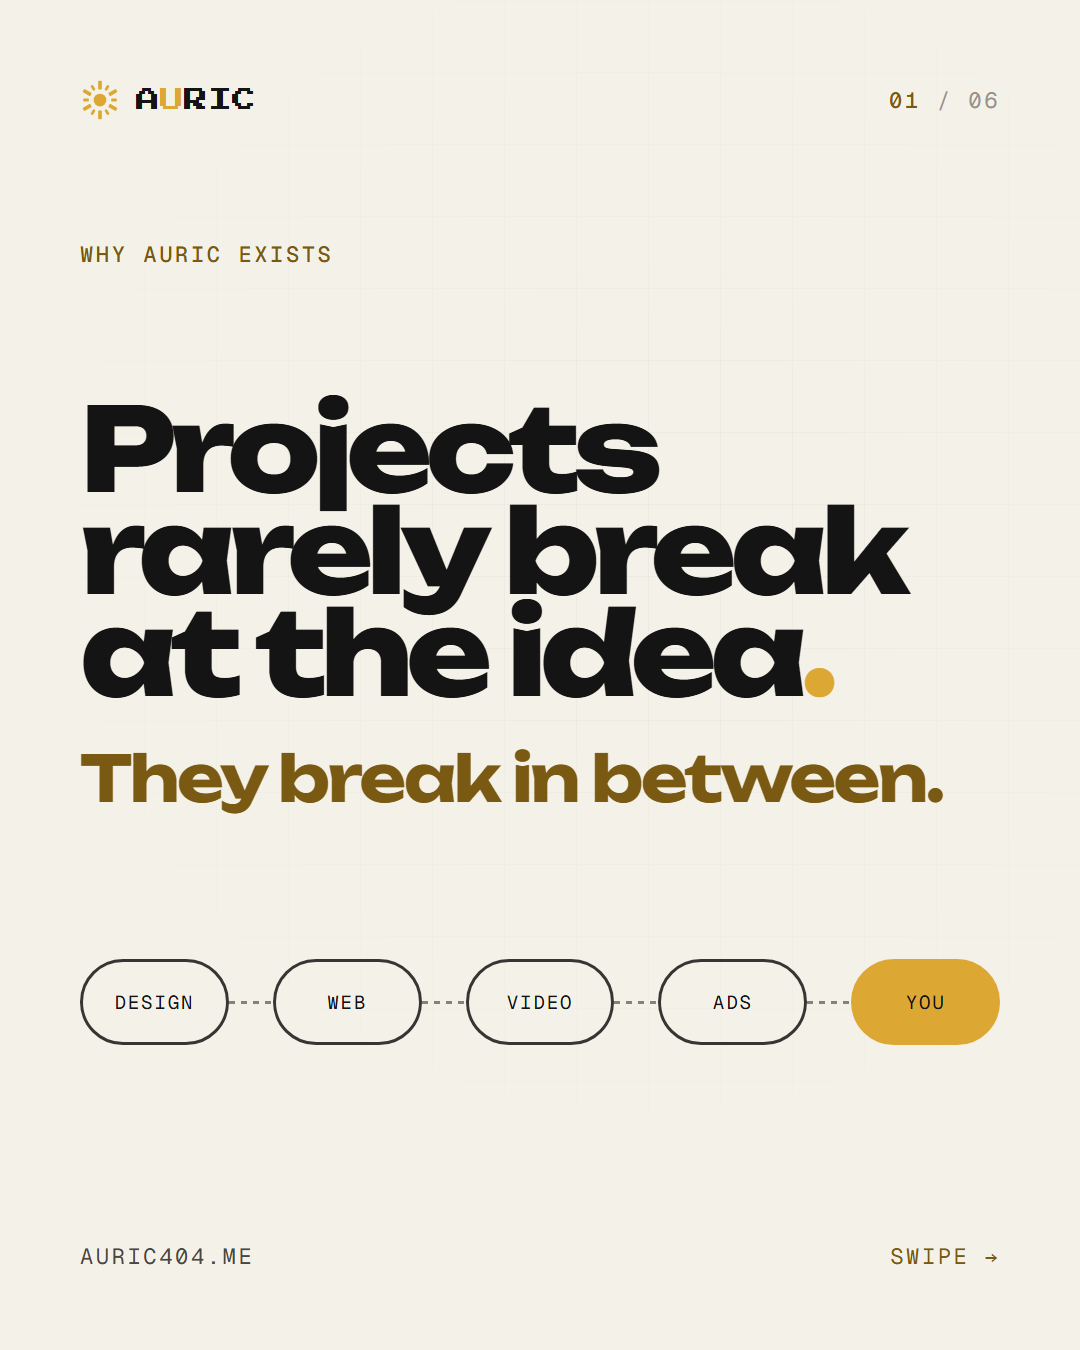 AURIC
01 / 06
WHY AURIC EXISTS
Projects
rarely break
at the idea.
They break in between.
DESIGN
WEB
VIDEO
ADS
YOU
AURIC404.ME
SWIPE →